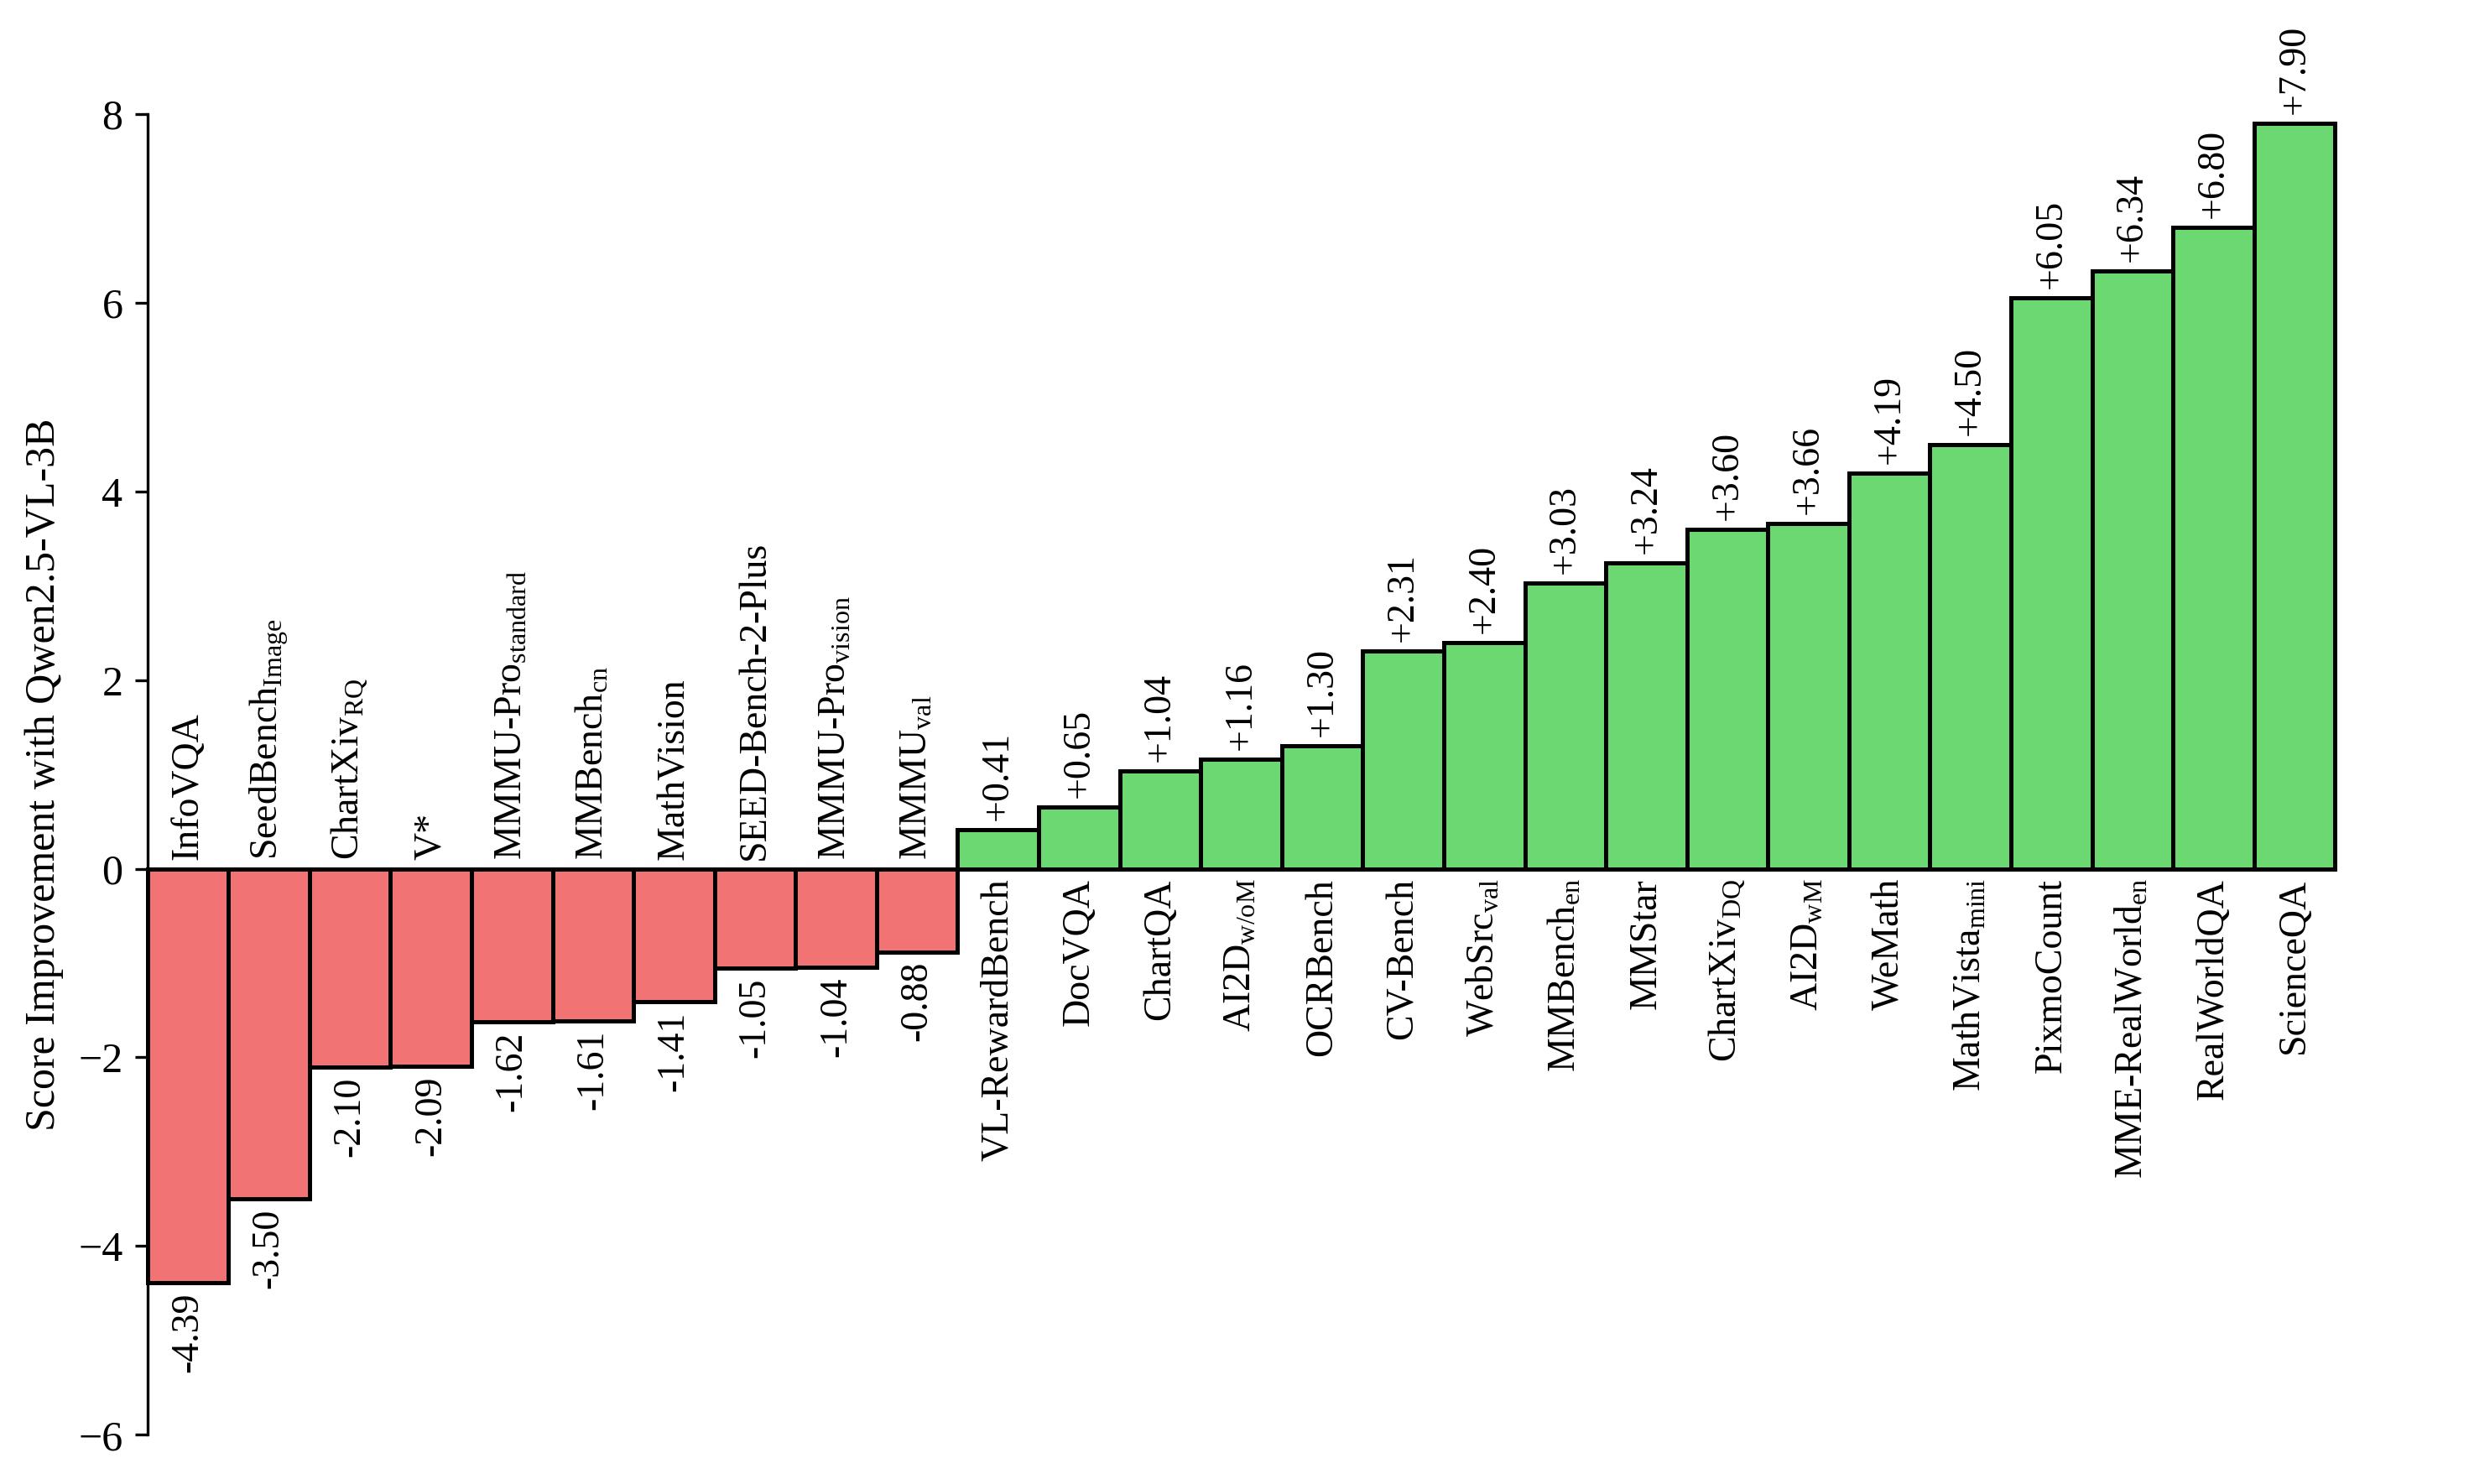 Score Improvement with Qwen2.5-VL-3B
8
6
4
2
0
−2
−4
−6
InfoVQA
-4.39
SeedBenchImage
-3.50
ChartXivRQ
-2.10
V*
-2.09
MMMU-Prostandard
-1.62
MMBenchcn
-1.61
MathVision
-1.41
SEED-Bench-2-Plus
-1.05
MMMU-Provision
-1.04
MMMUval
-0.88
+0.41
VL-RewardBench
+0.65
DocVQA
+1.04
ChartQA
+1.16
AI2Dw/oM
+1.30
OCRBench
+2.31
CV-Bench
+2.40
WebSrcval
+3.03
MMBenchen
+3.24
MMStar
+3.60
ChartXivDQ
+3.66
AI2DwM
+4.19
WeMath
+4.50
MathVistamini
+6.05
PixmoCount
+6.34
MME-RealWorlden
+6.80
RealWorldQA
+7.90
ScienceQA